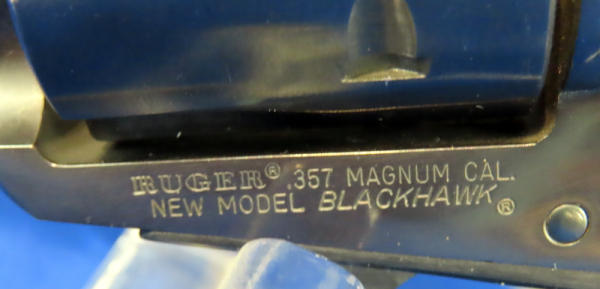 RUGER® .357 MAGNUM CAL.
NEW MODEL BLACKHAWK®